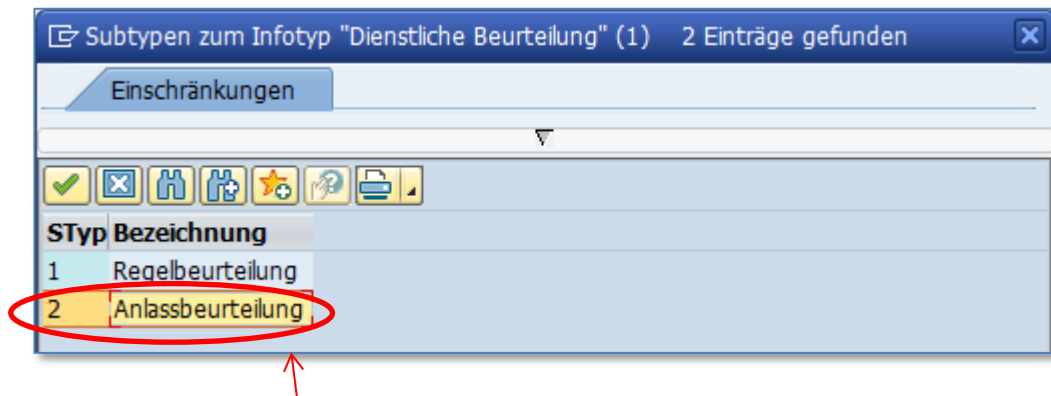 Subtypen zum Infotyp "Dienstliche Beurteilung" (1) 2 Einträge gefunden
Einschränkungen
STyp Bezeichnung
1 Regelbeurteilung
2 Anlassbeurteilung